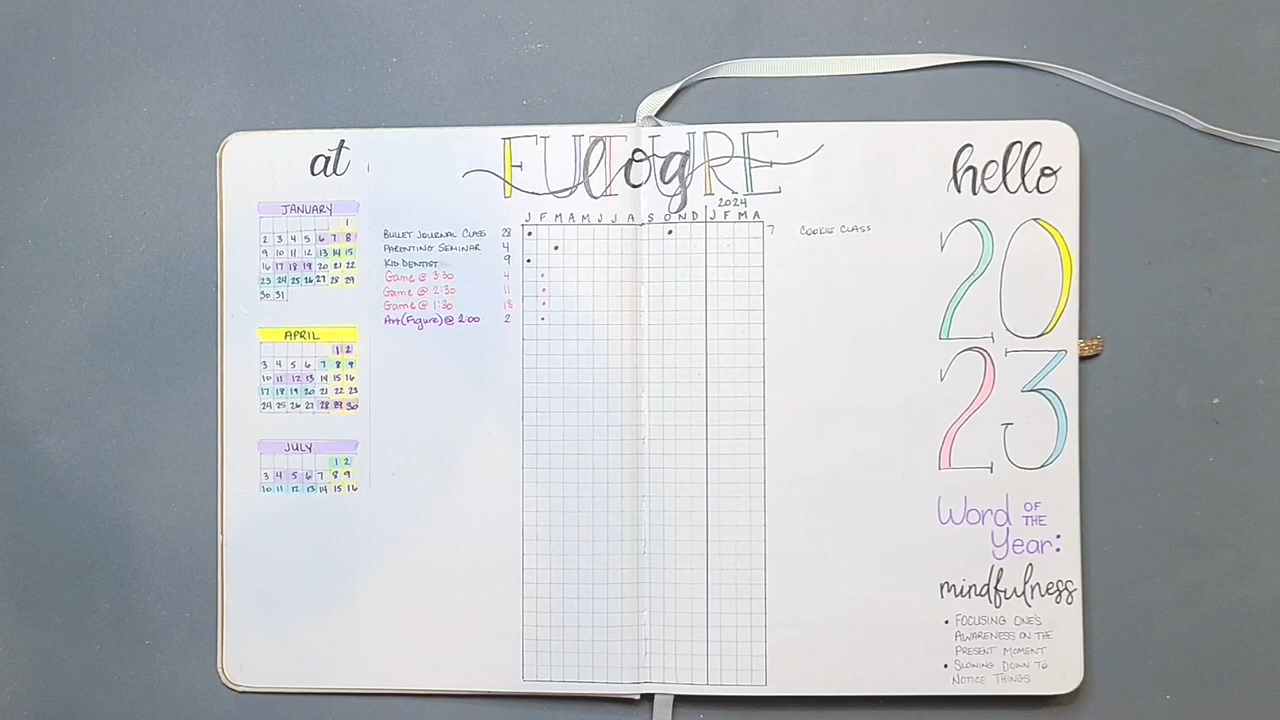 at
FUTURE
log
hello
2024
J F M A M J J A S O N D J F M A
BULLET JOURNAL CLASS 28
PARENTING SEMINAR 4
KID DENTIST 9
Game @ 3:30 4
Game @ 2:30 11
Game @ 1:30 18
Art (Figure) @ 2:00 2
7 COOKIE CLASS
JANUARY
1
2 3 4 5 6 7 8
9 10 11 12 13 14 15
16 17 18 19 20 21 22
23 24 25 26 27 28 29
30 31
APRIL
1 2
3 4 5 6 7 8 9
10 11 12 13 14 15 16
17 18 19 20 21 22 23
24 25 26 27 28 29 30
JULY
1 2
3 4 5 6 7 8 9
10 11 12 13 14 15 16
20
23
Word OF THE
Year:
mindfulness
• FOCUSING ONE'S
AWARENESS ON THE
PRESENT MOMENT
• SLOWING DOWN TO
NOTICE THINGS